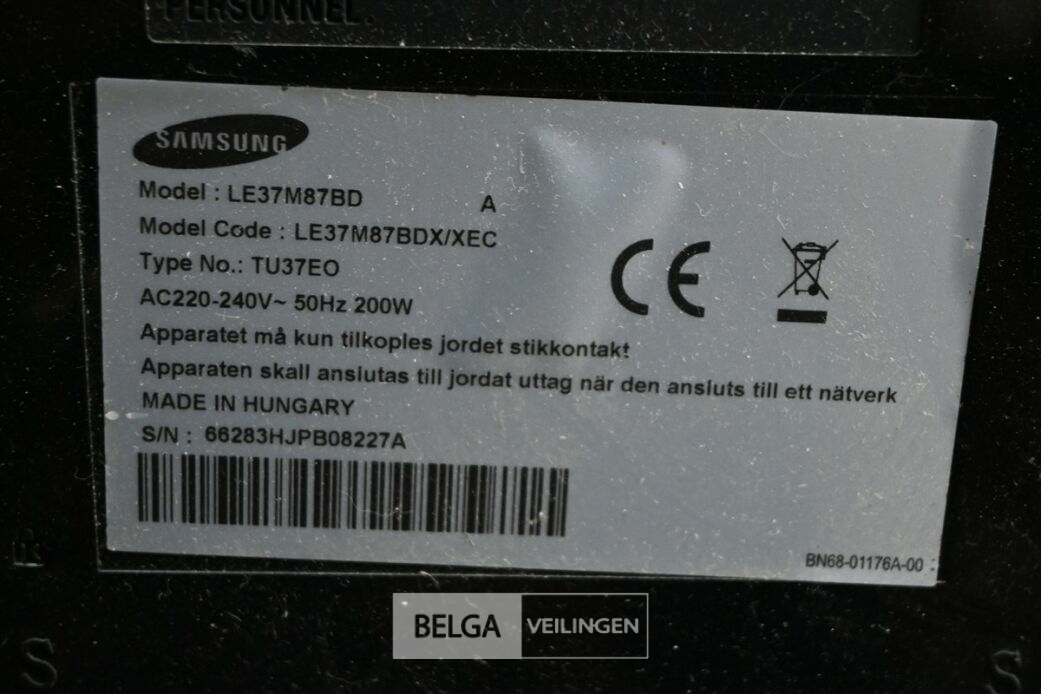 PERSONNEL.
SAMSUNG
Model : LE37M87BD A
Model Code : LE37M87BDX/XEC
Type No.: TU37EO
AC220-240V~ 50Hz 200W
Apparatet må kun tilkoples jordet stikkontakt
Apparaten skall anslutas till jordat uttag när den ansluts till ett nätverk
MADE IN HUNGARY
S/N : 66283HJPB08227A
CE
BN68-01176A-00
BELGA VEILINGEN
S
S